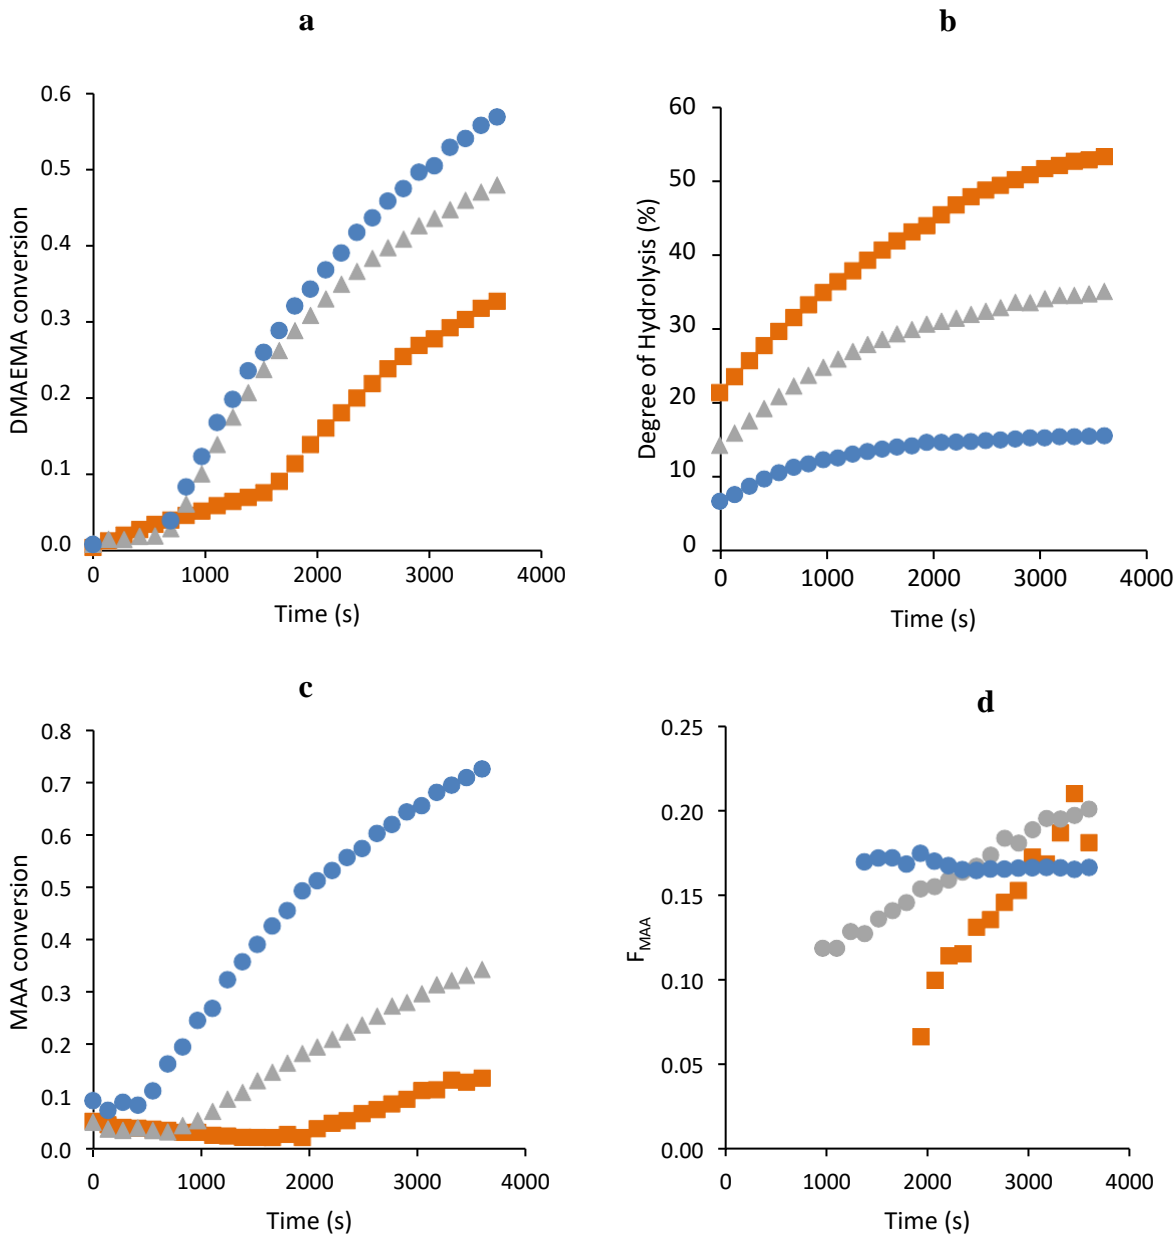 a
0.6
0.5
0.4
0.3
0.2
0.1
0.0
DMAEMA conversion
0 1000 2000 3000 4000
Time (s)
b
60
50
40
30
20
10
0
Degree of Hydrolysis (%)
0 1000 2000 3000 4000
Time (s)
c
0.8
0.7
0.6
0.5
0.4
0.3
0.2
0.1
0.0
MAA conversion
0 1000 2000 3000 4000
Time (s)
d
0.25
0.20
0.15
0.10
0.05
0.00
FMAA
0 1000 2000 3000 4000
Time (s)